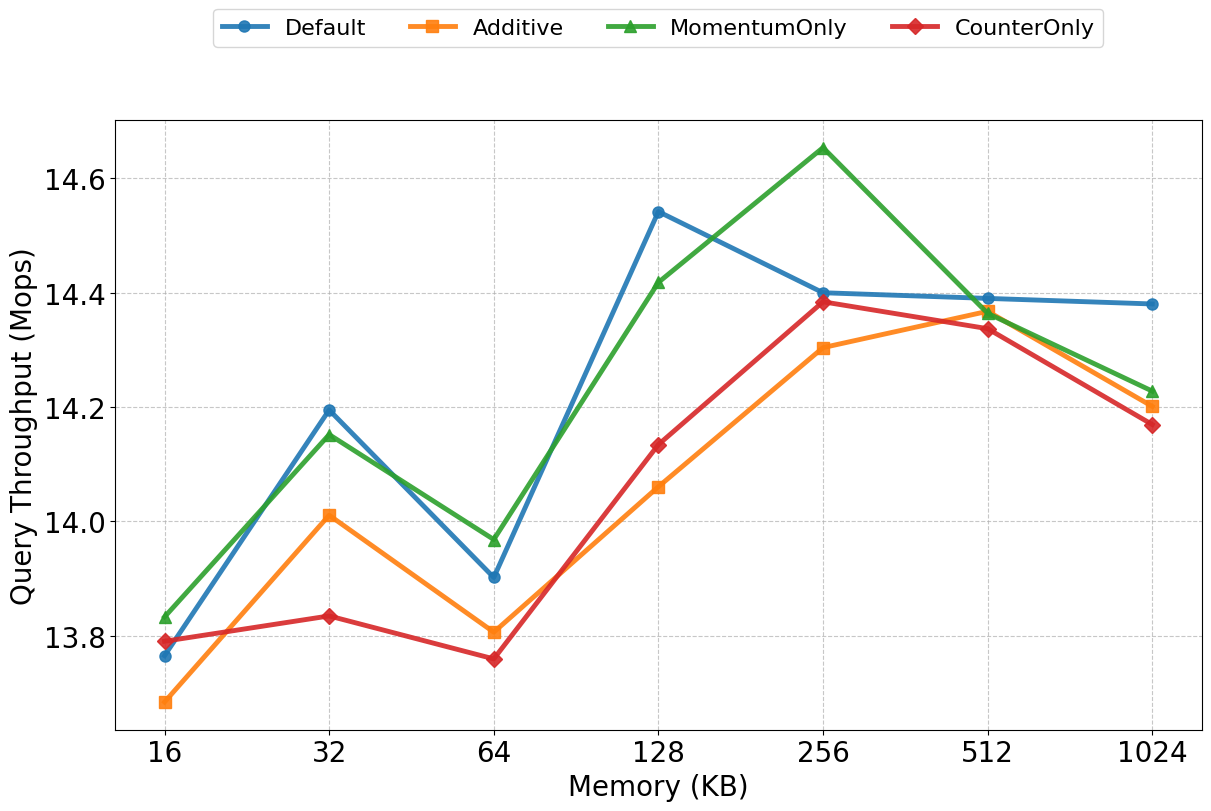 Default Additive MomentumOnly CounterOnly
Query Throughput (Mops)
14.6
14.4
14.2
14.0
13.8
16 32 64 128 256 512 1024
Memory (KB)